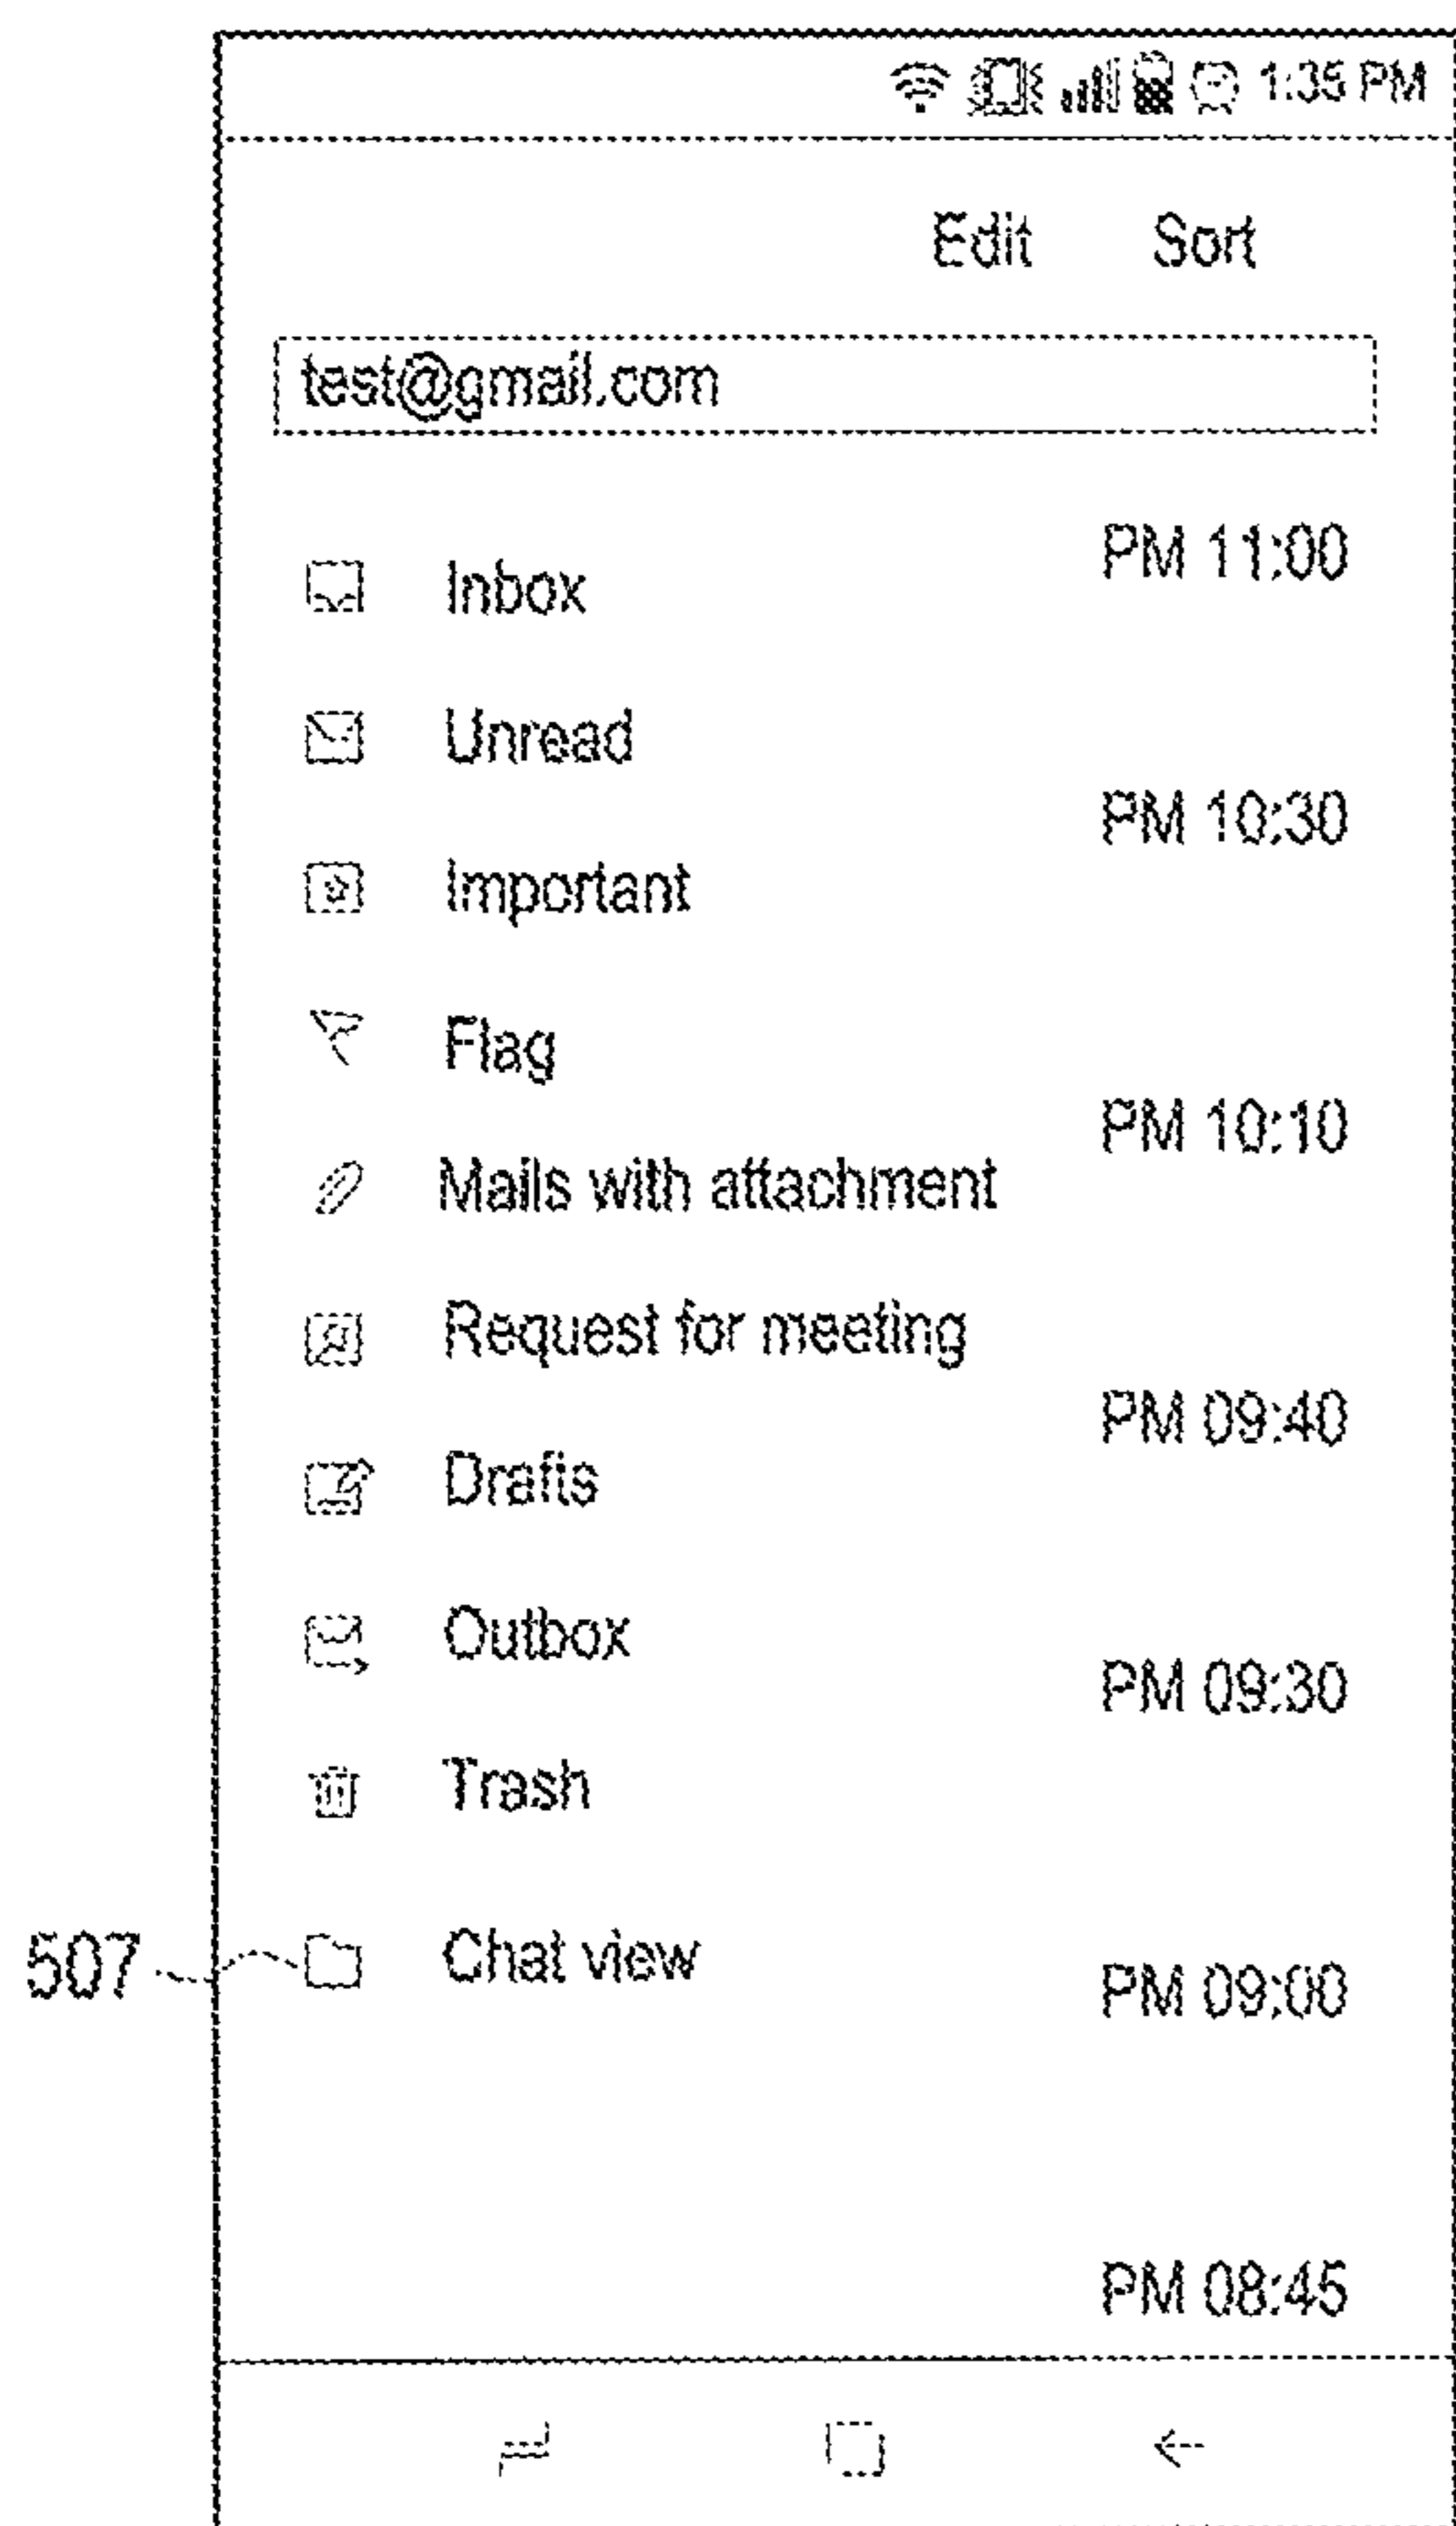 1:35 PM
Edit Sort
test@gmail.com
PM 11:00
Inbox
Unread
PM 10:30
Important
Flag
PM 10:10
Mails with attachment
Request for meeting
PM 09:40
Drafts
Outbox
PM 09:30
Trash
507 Chat view
PM 09:00
PM 08:45